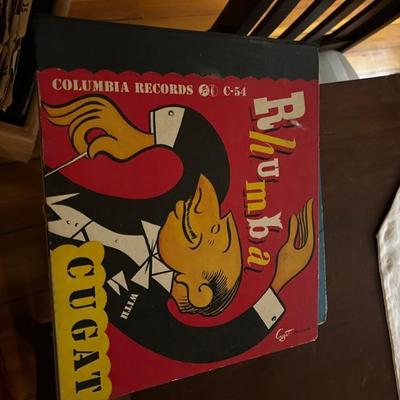 COLUMBIA RECORDS C-54
Rhumba
WITH
CUGAT